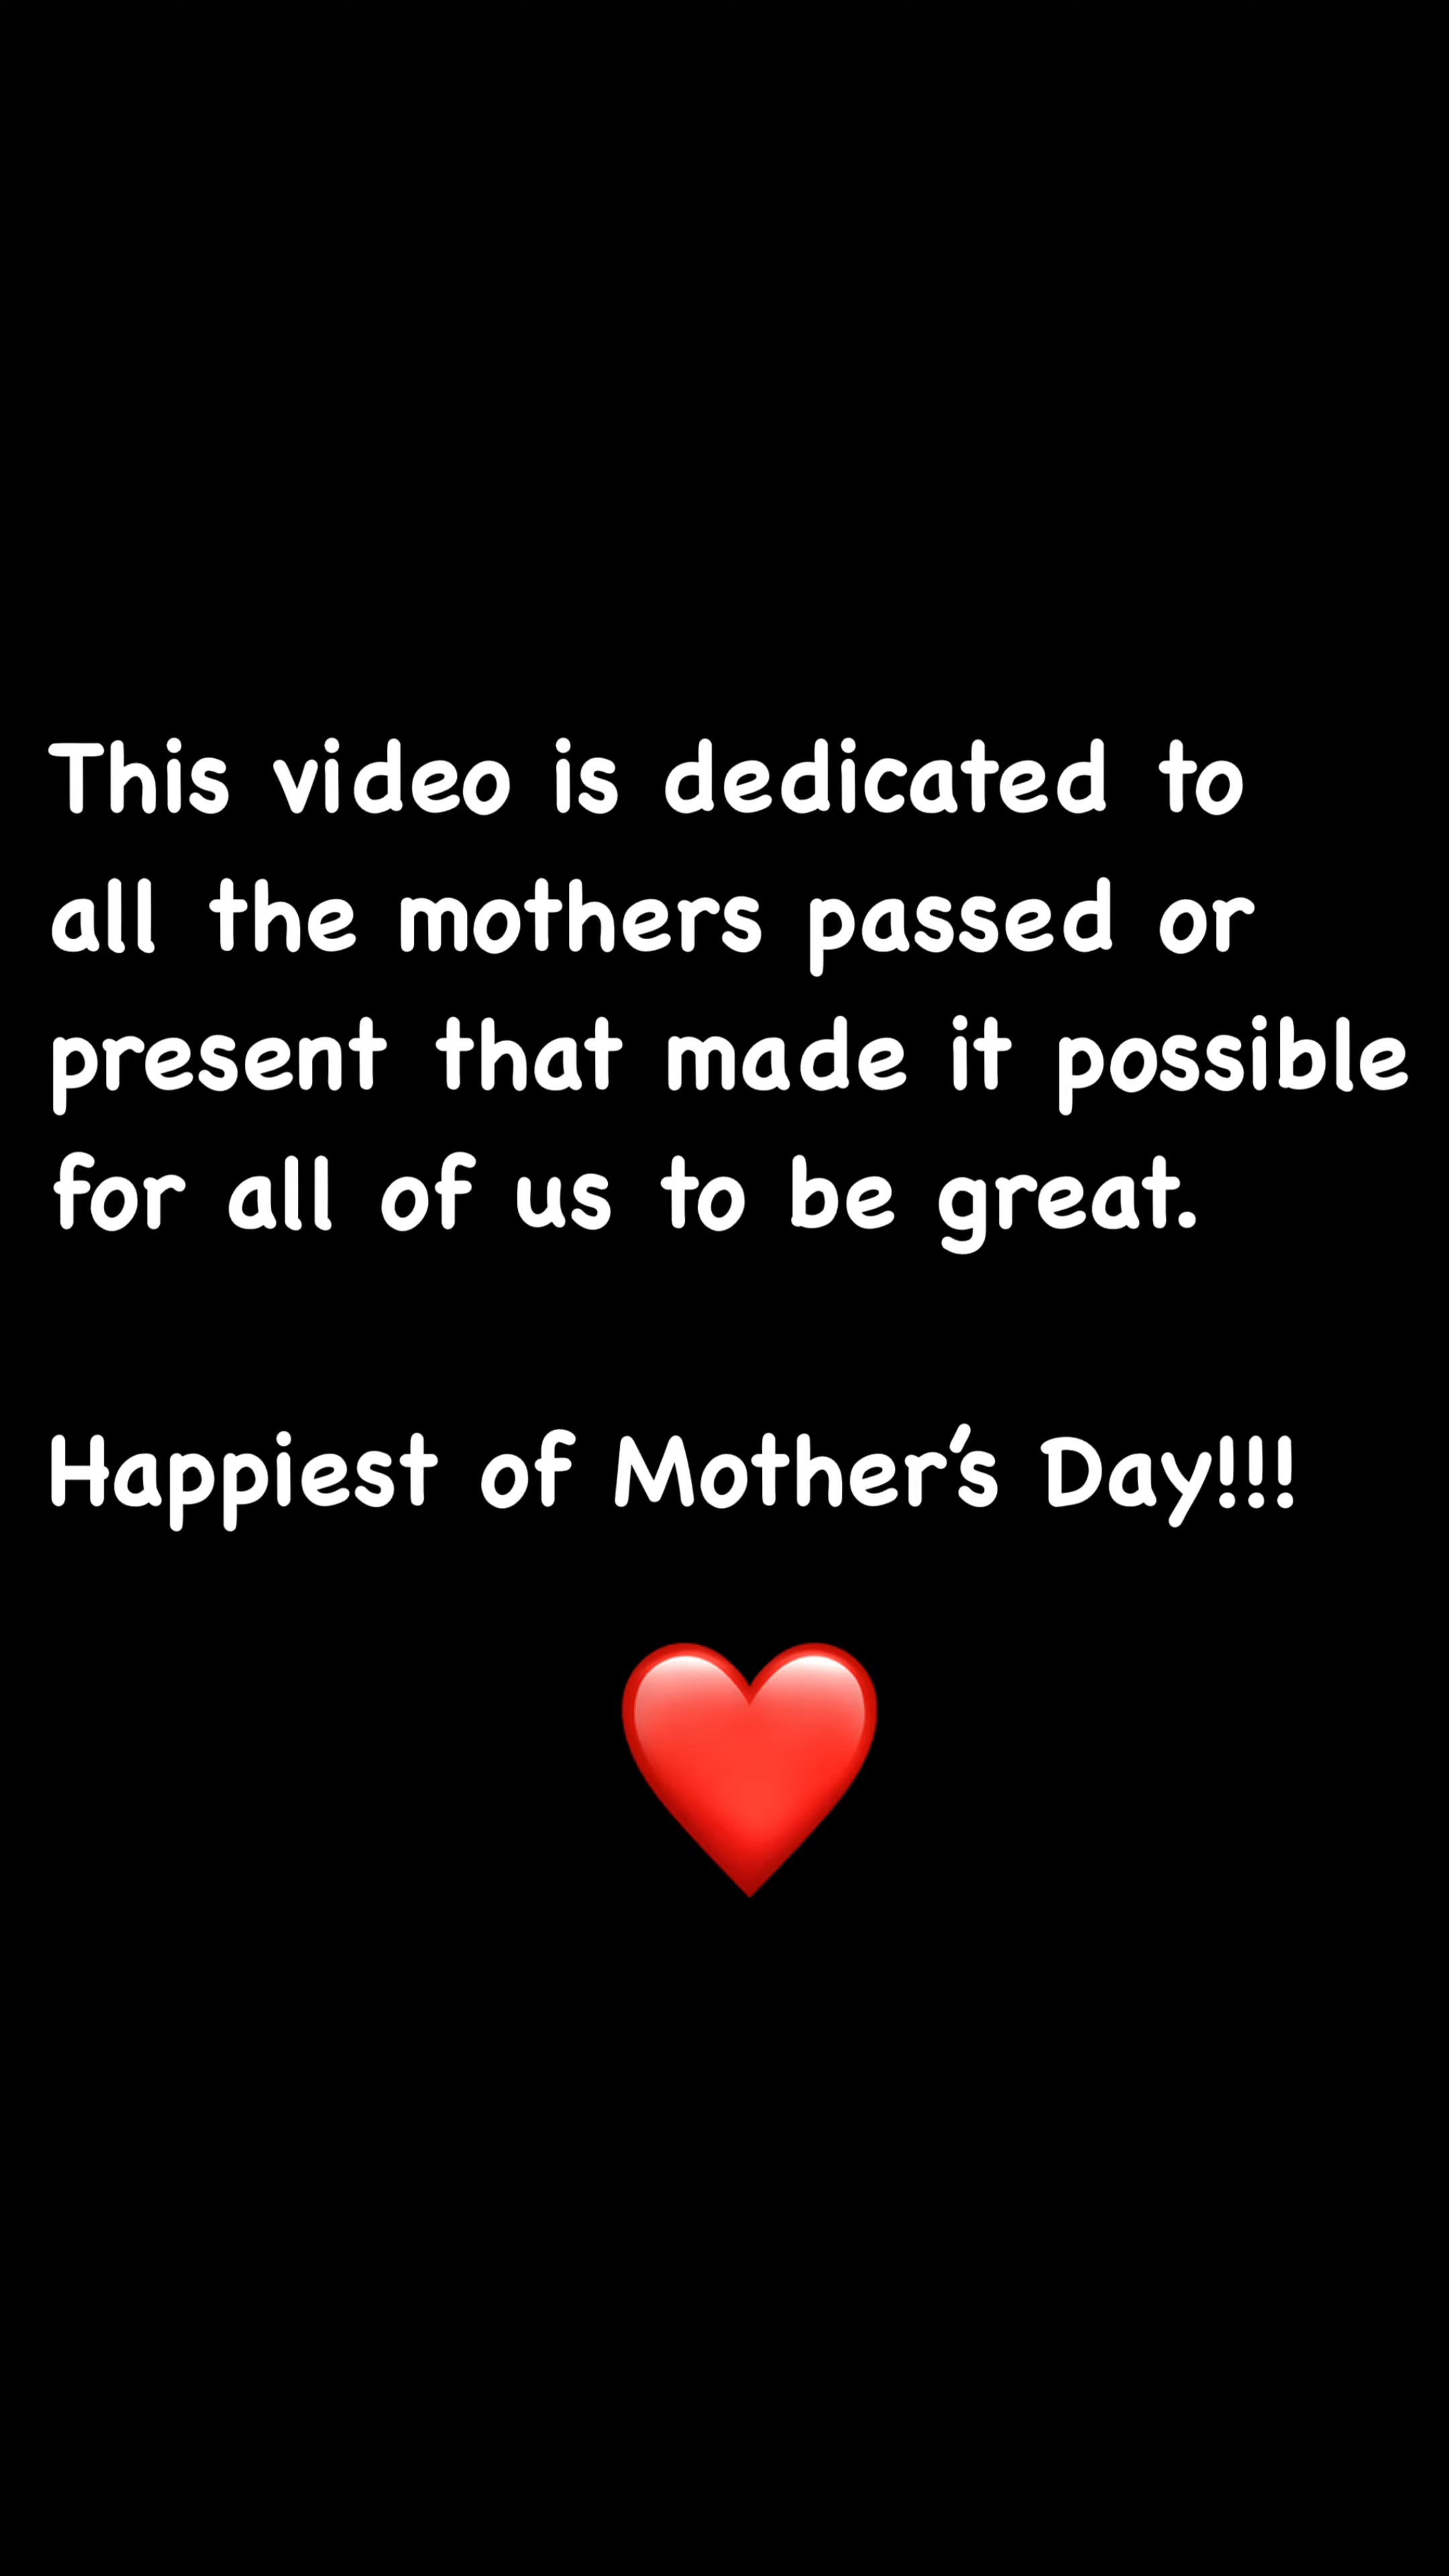 This video is dedicated to
all the mothers passed or
present that made it possible
for all of us to be great.
Happiest of Mother's Day!!!